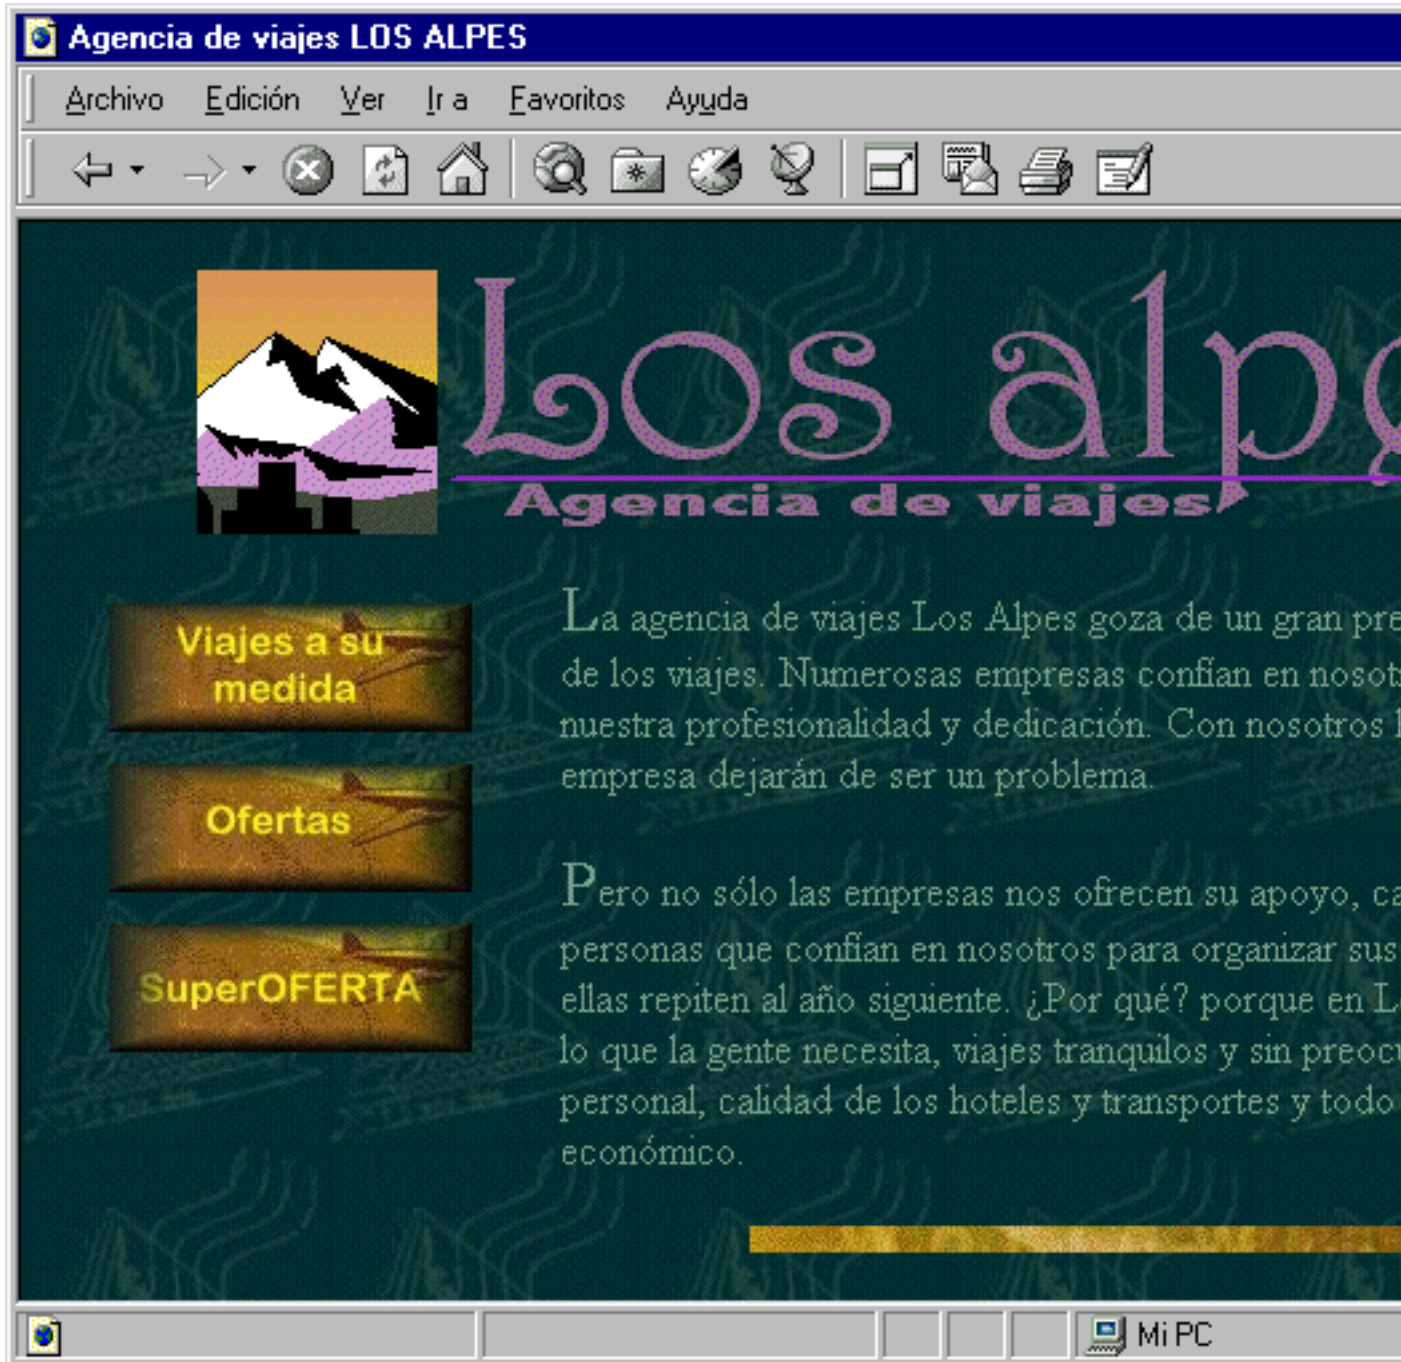 Agencia de viajes LOS ALPES
Archivo Edición Ver Ir a Favoritos Ayuda
Los alpe
Agencia de viajes
Viajes a su
medida
Ofertas
SuperOFERTA
La agencia de viajes Los Alpes goza de un gran pre
de los viajes. Numerosas empresas confían en nosotr
nuestra profesionalidad y dedicación. Con nosotros l
empresa dejarán de ser un problema.
Pero no sólo las empresas nos ofrecen su apoyo, ca
personas que confían en nosotros para organizar sus
ellas repiten al año siguiente. ¿Por qué? porque en L
lo que la gente necesita, viajes tranquilos y sin preocu
personal, calidad de los hoteles y transportes y todo
económico.
Mi PC